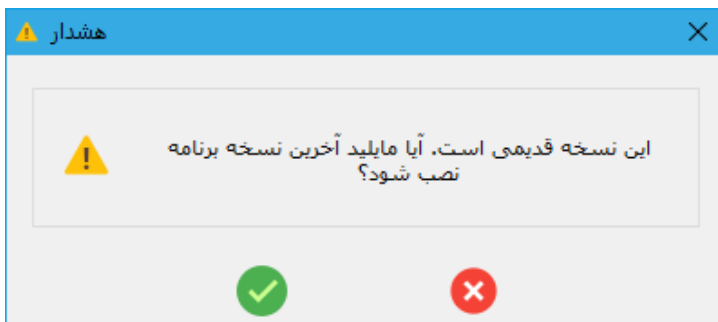 هشدار
این نسخه قدیمی است. آیا مایلید آخرین نسخه برنامه
نصب شود؟